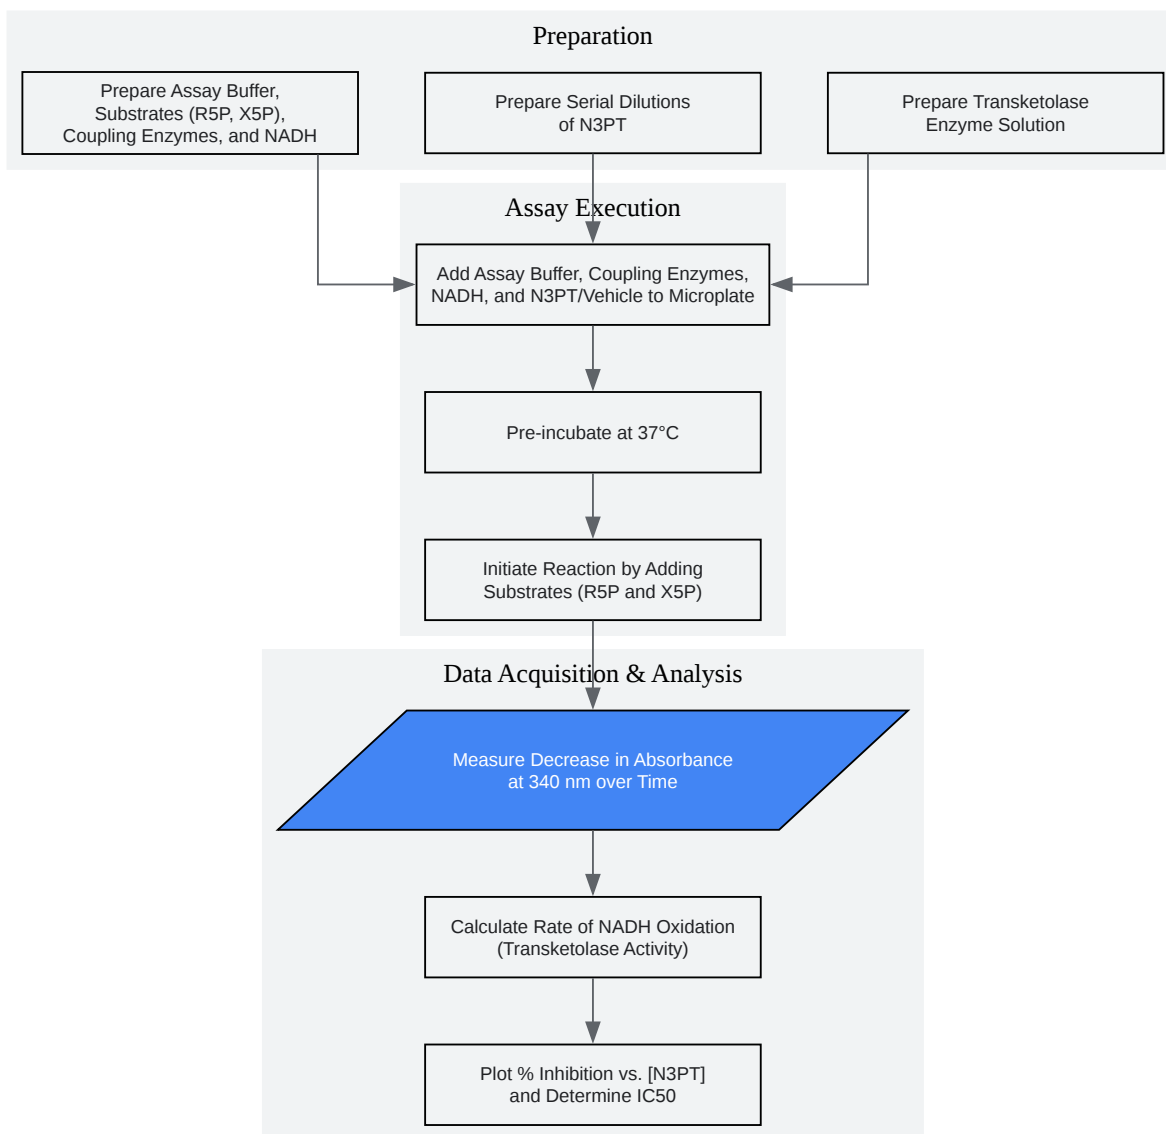 Preparation
Prepare Assay Buffer,
Substrates (R5P, X5P),
Coupling Enzymes, and NADH
Prepare Serial Dilutions
of N3PT
Prepare Transketolase
Enzyme Solution
Assay Execution
Add Assay Buffer, Coupling Enzymes,
NADH, and N3PT/Vehicle to Microplate
Pre-incubate at 37°C
Initiate Reaction by Adding
Substrates (R5P and X5P)
Data Acquisition & Analysis
Measure Decrease in Absorbance
at 340 nm over Time
Calculate Rate of NADH Oxidation
(Transketolase Activity)
Plot % Inhibition vs. [N3PT]
and Determine IC50